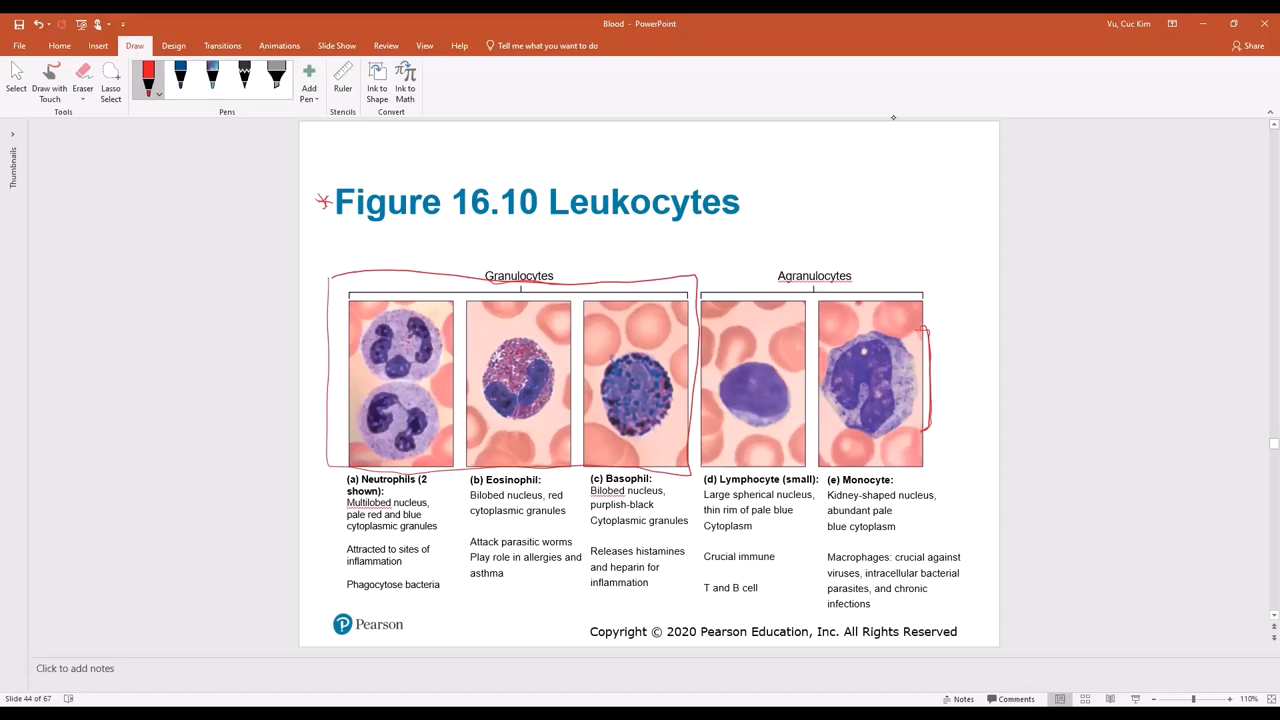 Blood - PowerPoint
Vu, Cuc Kim
File Home Insert Draw Design Transitions Animations Slide Show Review View Help Tell me what you want to do Share
Select Draw with Touch Eraser Lasso Select Add Pen Ruler Ink to Shape Ink to Math
Tools Pens Stencils Convert
Thumbnails
Figure 16.10 Leukocytes
Granulocytes
Agranulocytes
(a) Neutrophils (2
shown):
Multilobed nucleus,
pale red and blue
cytoplasmic granules
Attracted to sites of
inflammation
Phagocytose bacteria
(b) Eosinophil:
Bilobed nucleus, red
cytoplasmic granules
Attack parasitic worms
Play role in allergies and
asthma
(c) Basophil:
Bilobed nucleus,
purplish-black
Cytoplasmic granules
Releases histamines
and heparin for
inflammation
(d) Lymphocyte (small):
Large spherical nucleus,
thin rim of pale blue
Cytoplasm
Crucial immune
T and B cell
(e) Monocyte:
Kidney-shaped nucleus,
abundant pale
blue cytoplasm
Macrophages: crucial against
viruses, intracellular bacterial
parasites, and chronic
infections
Pearson
Copyright © 2020 Pearson Education, Inc. All Rights Reserved
Click to add notes
Slide 44 of 67
Notes
Comments
110%